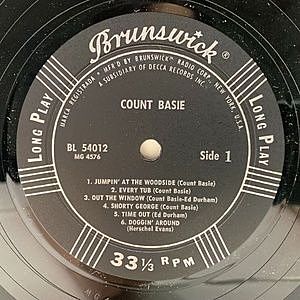 Brunswick
MARCA REGISTRADA · MF'D BY BRUNSWICK RADIO CORP., NEW YORK, U.S.A.
A SUBSIDIARY OF DECCA RECORDS INC.
LONG PLAY
LONG PLAY
COUNT BASIE
BL 54012
MG 4576
Side 1
1. JUMPIN' AT THE WOODSIDE (Count Basie)
2. EVERY TUB (Count Basie)
3. OUT THE WINDOW (Count Basie-Ed Durham)
4. SHORTY GEORGE (Count Basie)
5. TIME OUT (Ed Durham)
6. DOGGIN' AROUND
(Herschel Evans)
33 1/3 RPM